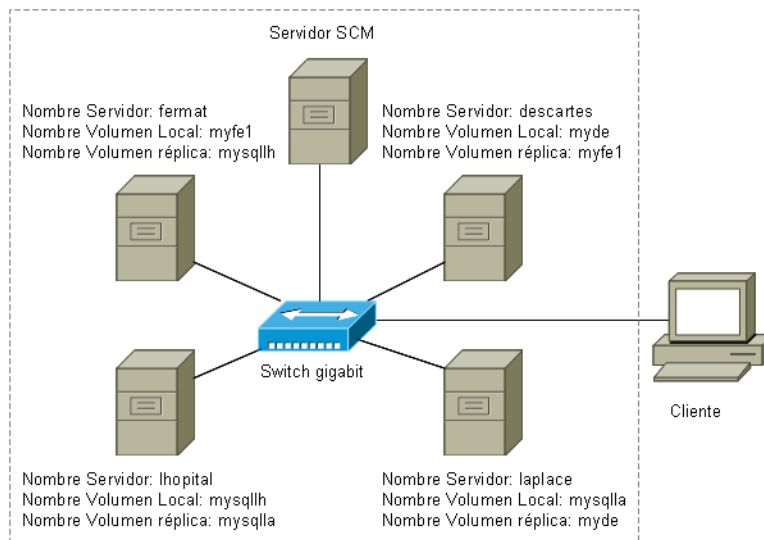 Servidor SCM
Nombre Servidor: fermat
Nombre Volumen Local: myfe1
Nombre Volumen réplica: mysqllh
Nombre Servidor: descartes
Nombre Volumen Local: myde
Nombre Volumen réplica: myfe1
Switch gigabit
Cliente
Nombre Servidor: lhopital
Nombre Volumen Local: mysqllh
Nombre Volumen réplica: mysqlla
Nombre Servidor: laplace
Nombre Volumen Local: mysqlla
Nombre Volumen réplica: myde